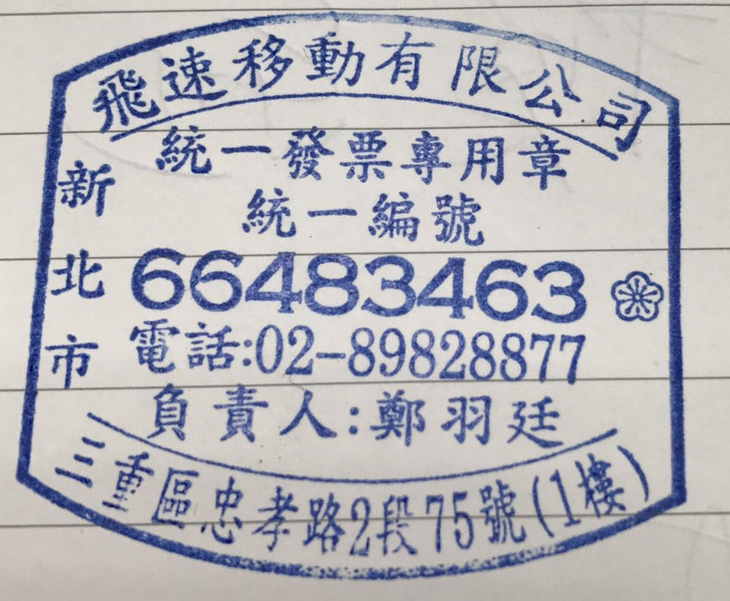 飛速移動有限公司
統一發票專用章
統一編號
66483463
電話:02-89828877
負責人:鄭羽廷
新北市
三重區忠孝路2段75號(1樓)